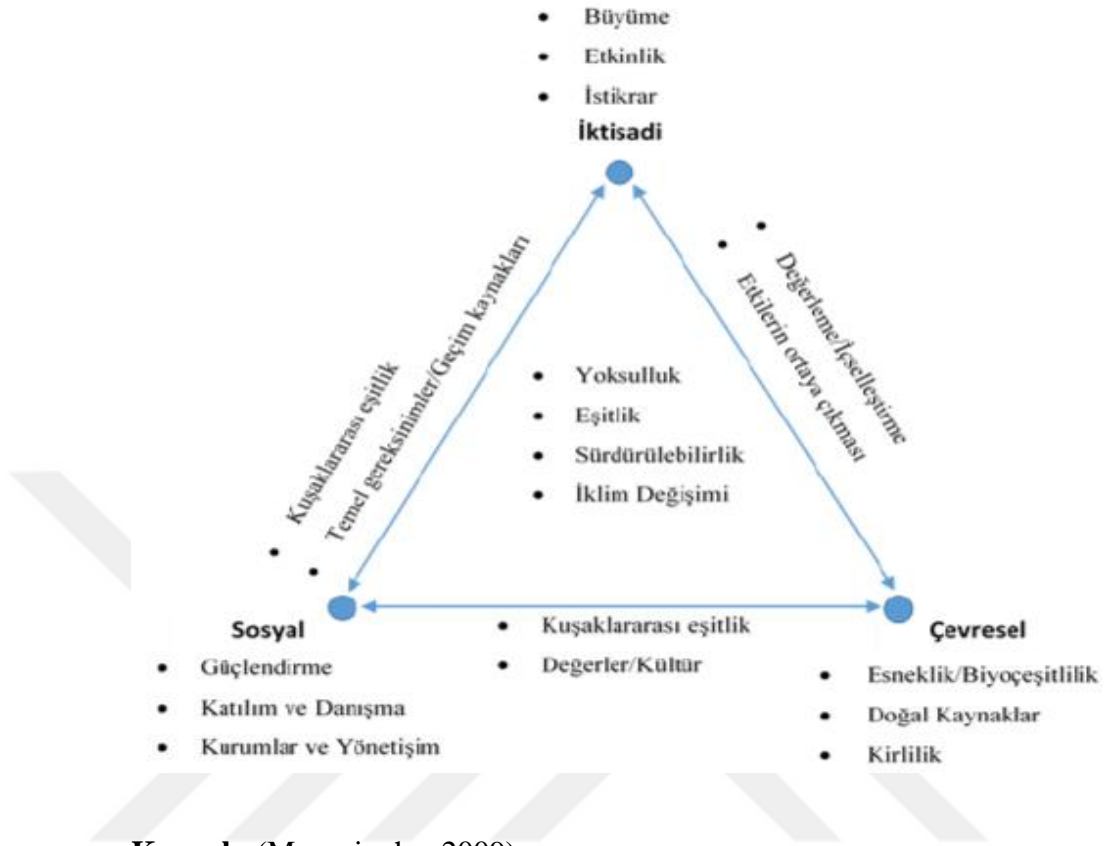 • Büyüme
• Etkinlik
• İstikrar
İktisadi
• Kuşaklararası eşitlik
• Temel gereksinimler/Geçim kaynakları
• Değerleme/İçselleştirme
• Etkilerin ortaya çıkması
• Yoksulluk
• Eşitlik
• Sürdürülebilirlik
• İklim Değişimi
Sosyal
• Güçlendirme
• Katılım ve Danışma
• Kurumlar ve Yönetişim
• Kuşaklararası eşitlik
• Değerler/Kültür
Çevresel
• Esneklik/Biyoçeşitlilik
• Doğal Kaynaklar
• Kirlilik